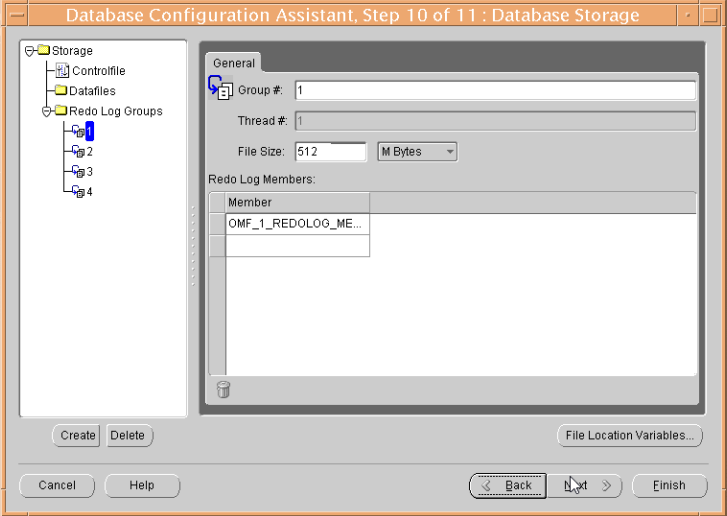 Database Configuration Assistant, Step 10 of 11 : Database Storage
Storage
Controlfile
Datafiles
Redo Log Groups
1
2
3
4
General
Group #: 1
Thread #: 1
File Size: 512 M Bytes
Redo Log Members:
Member
OMF_1_REDOLOG_ME...
Create Delete File Location Variables...
Cancel Help Back Next Finish